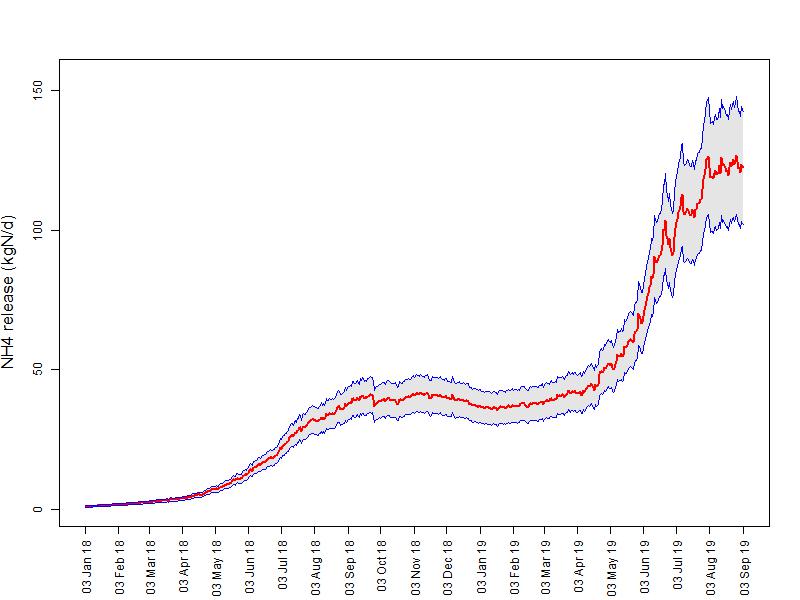 NH4 release (kgN/d)
150
100
50
0
03 Jan 18
03 Feb 18
03 Mar 18
03 Apr 18
03 May 18
03 Jun 18
03 Jul 18
03 Aug 18
03 Sep 18
03 Oct 18
03 Nov 18
03 Dec 18
03 Jan 19
03 Feb 19
03 Mar 19
03 Apr 19
03 May 19
03 Jun 19
03 Jul 19
03 Aug 19
03 Sep 19